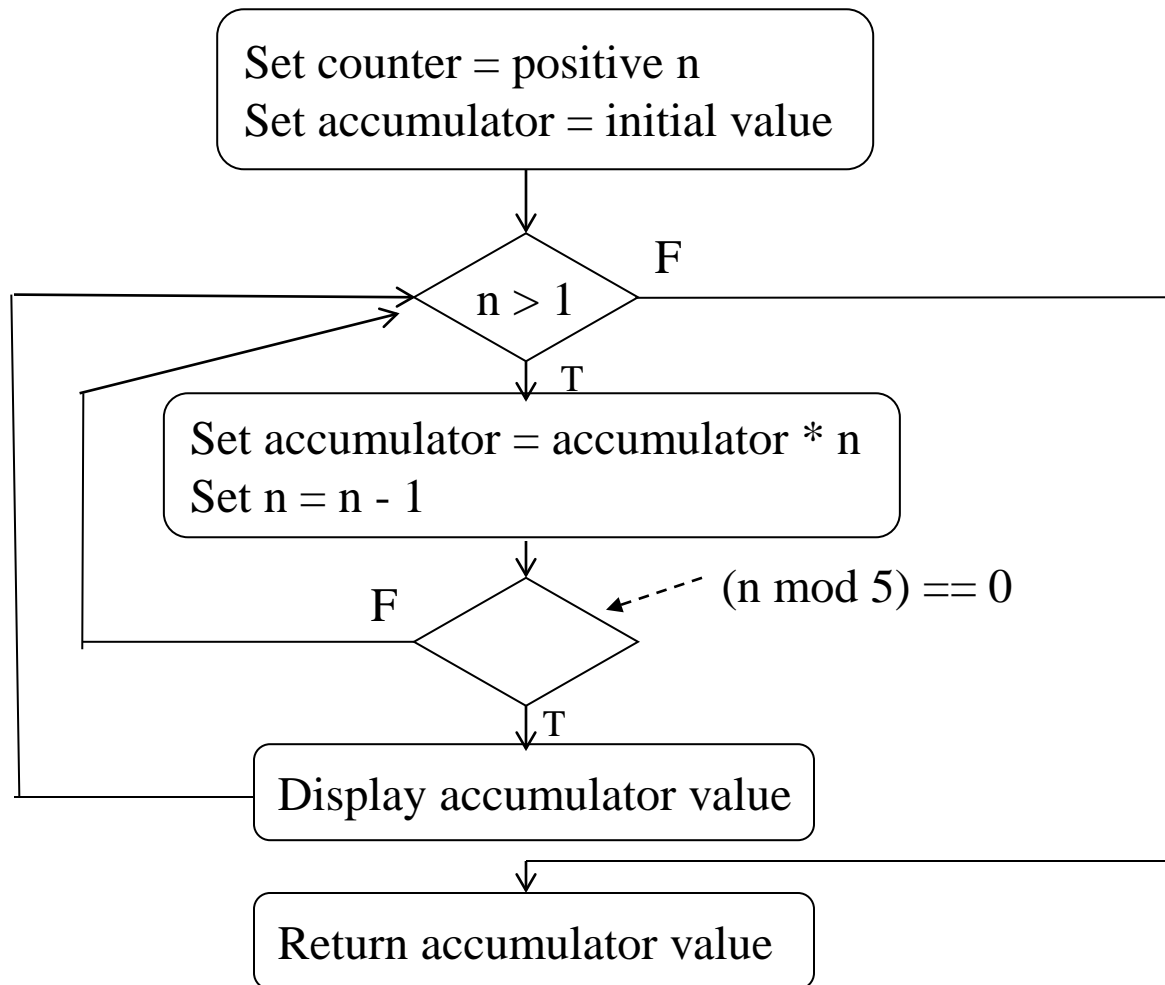 Set counter = positive n
Set accumulator = initial value
F
n > 1
T
Set accumulator = accumulator * n
Set n = n - 1
(n mod 5) == 0
F
T
Display accumulator value
Return accumulator value